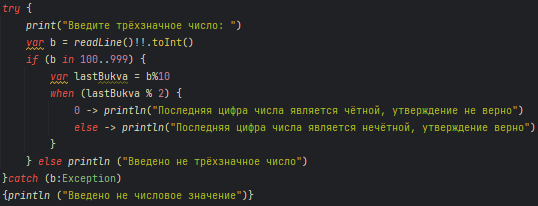 try {
    print("Введите трёхзначное число: ")
    var b = readLine()!!.toInt()
    if (b in 100..999) {
        var lastBukva = b%10
        when (lastBukva % 2) {
            0 -> println("Последняя цифра числа является чётной, утверждение не верно")
            else -> println("Последняя цифра числа является нечётной, утверждение верно")
        }
    } else println ("Введено не трёхзначное число")
}catch (b:Exception)
{println ("Введено не числовое значение")}